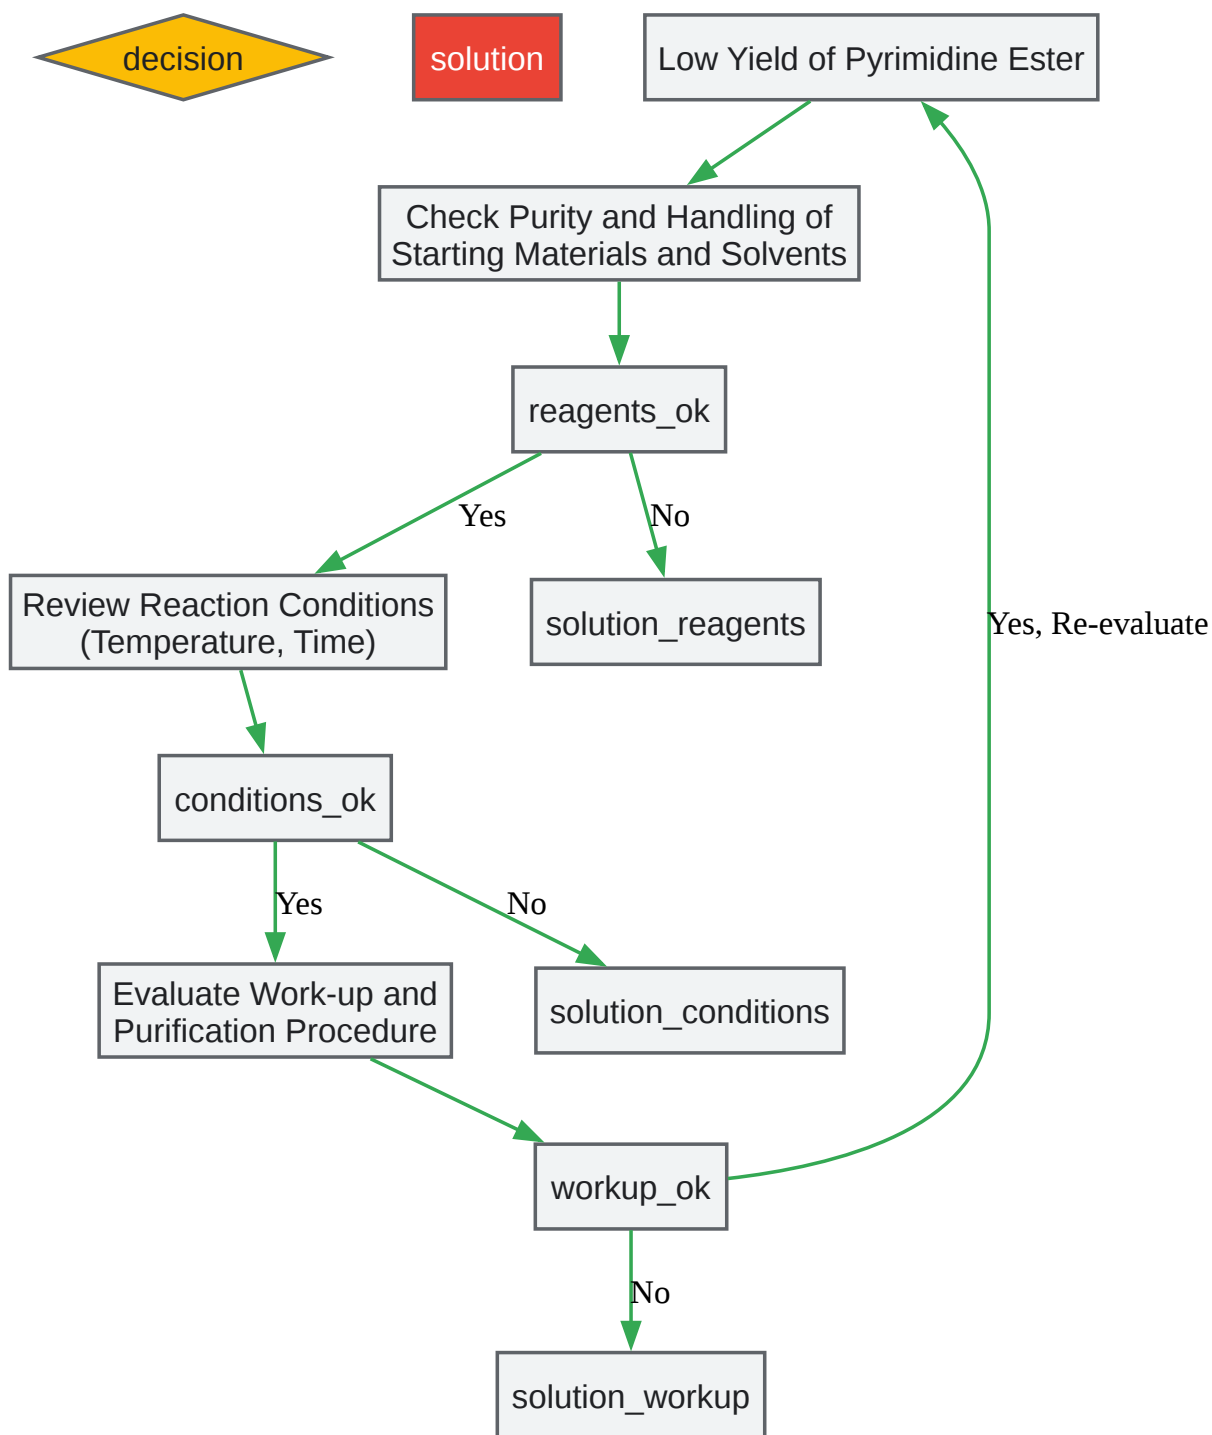 decision
solution
Low Yield of Pyrimidine Ester
Check Purity and Handling of
Starting Materials and Solvents
reagents_ok
Yes
No
Review Reaction Conditions
(Temperature, Time)
solution_reagents
Yes, Re-evaluate
conditions_ok
Yes
No
Evaluate Work-up and
Purification Procedure
solution_conditions
workup_ok
No
solution_workup